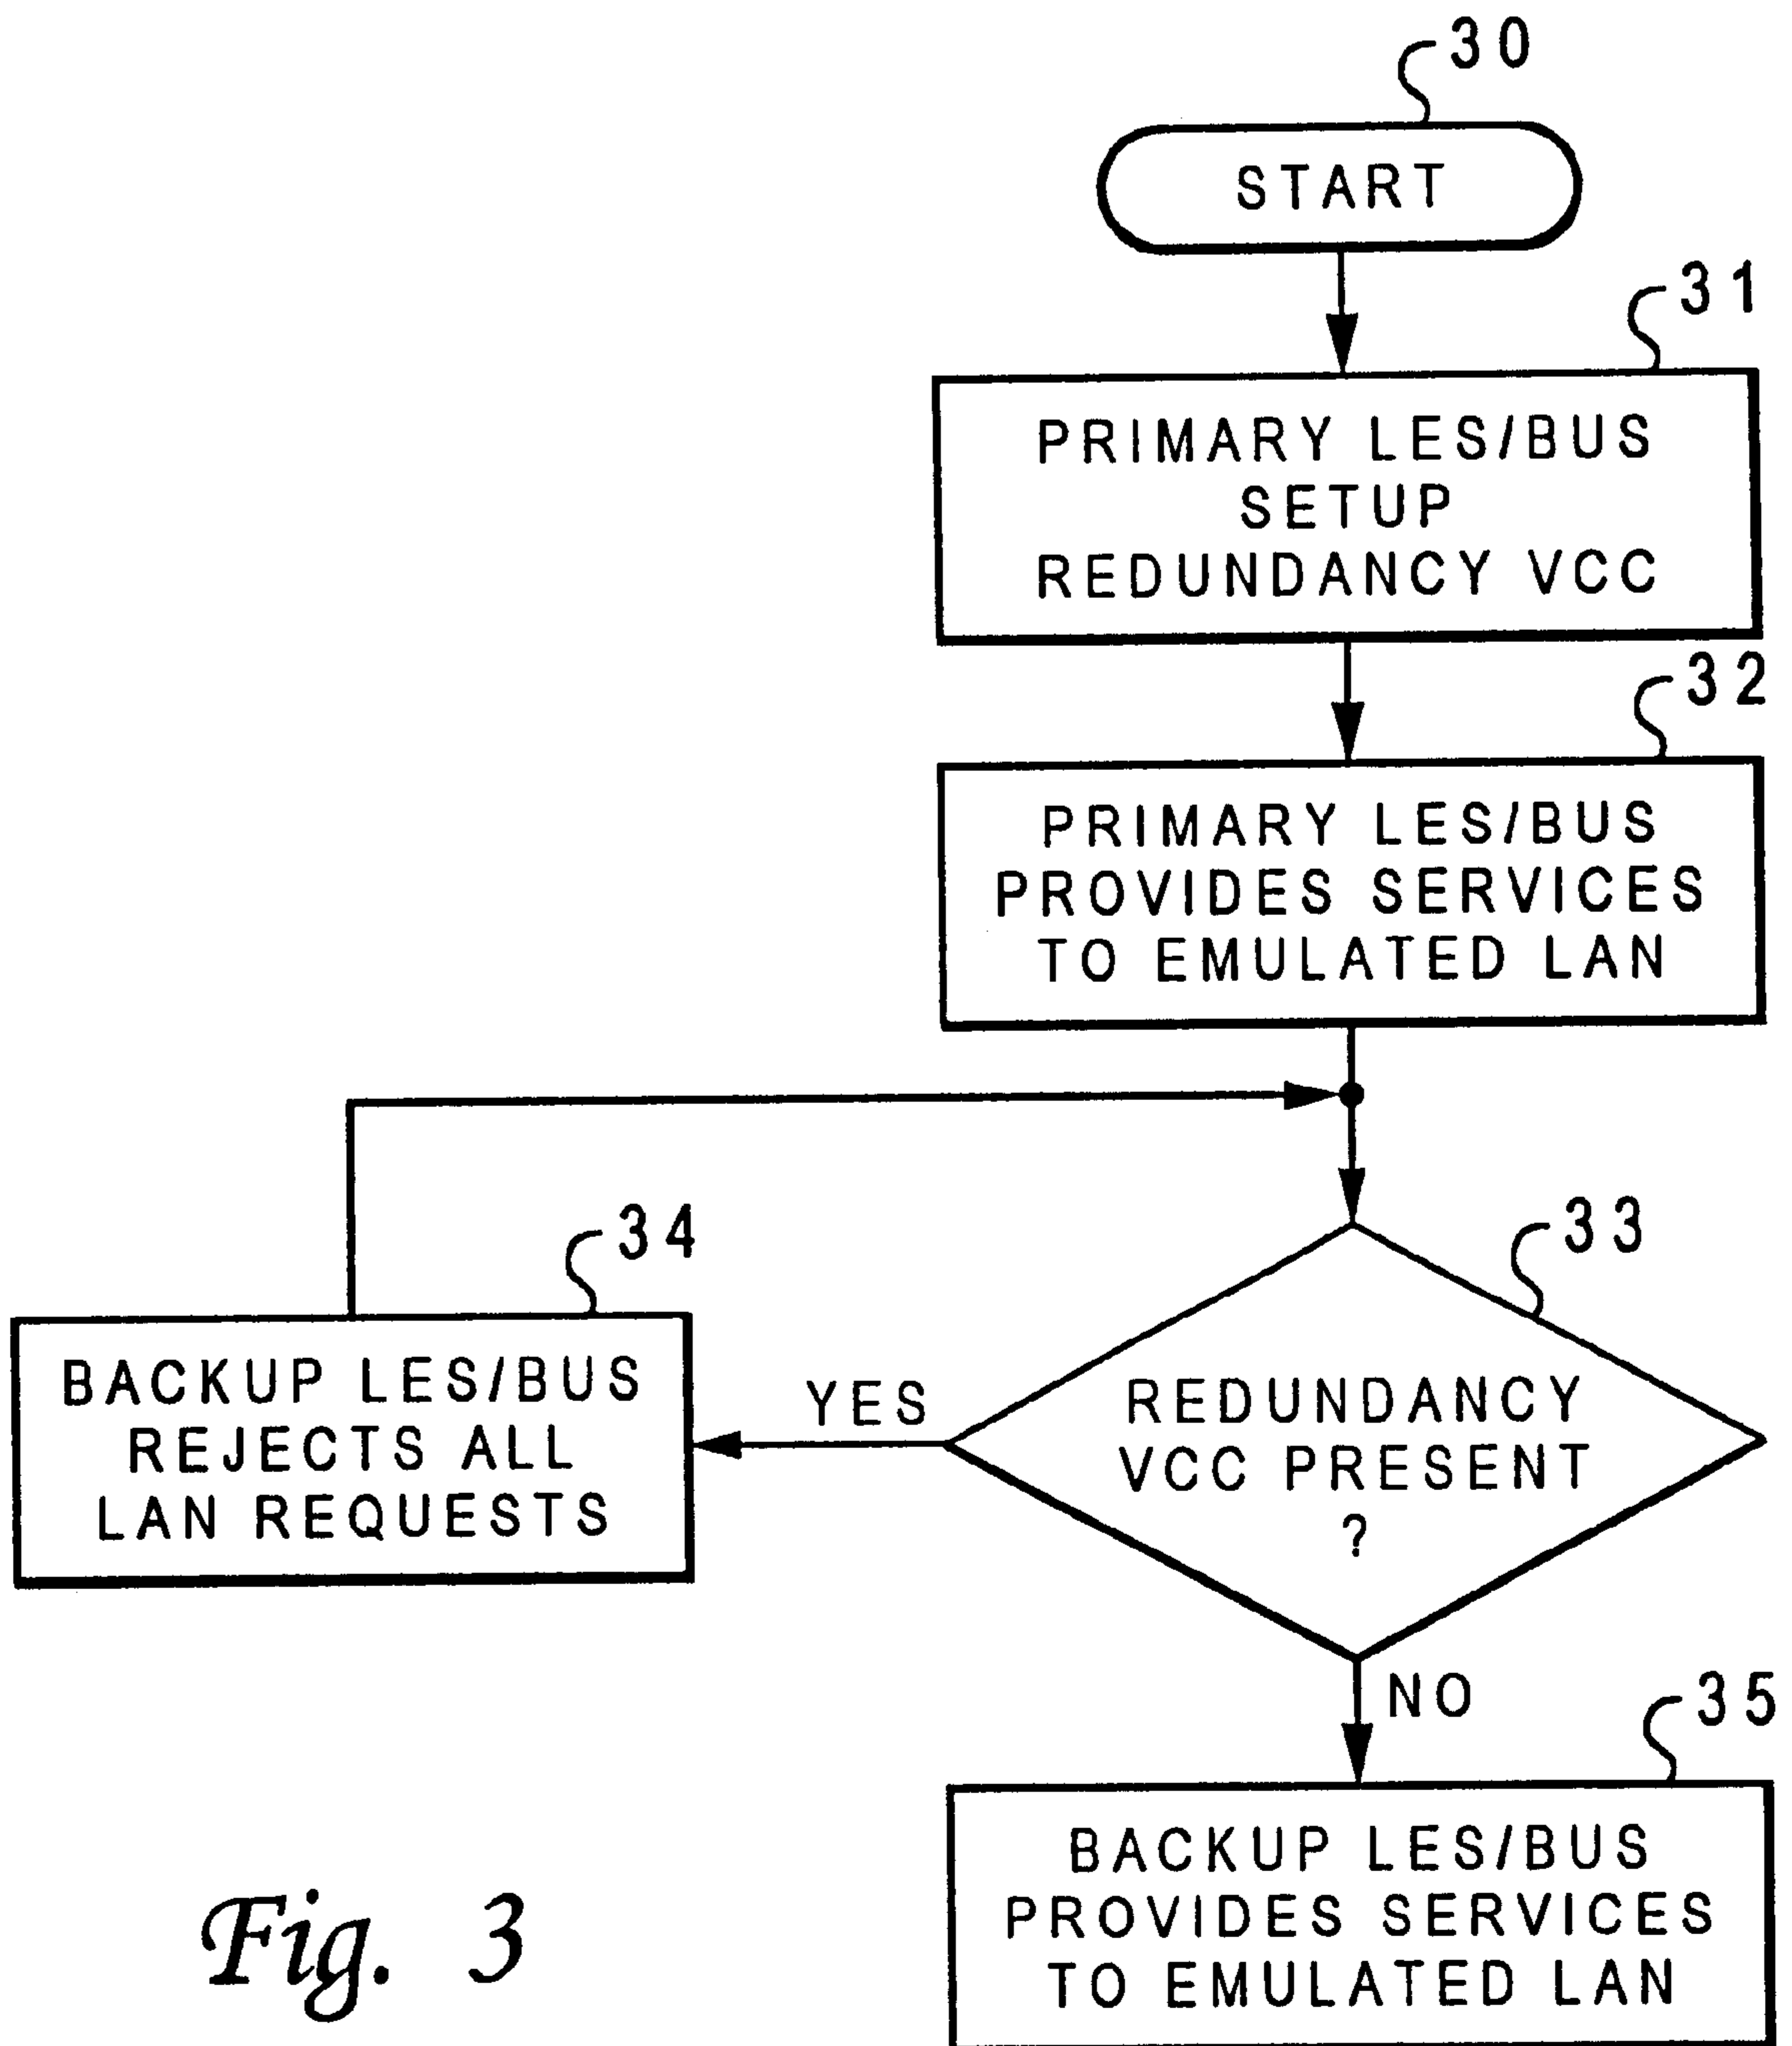 30
START
31
PRIMARY LES/BUS
SETUP
REDUNDANCY VCC
32
PRIMARY LES/BUS
PROVIDES SERVICES
TO EMULATED LAN
33
REDUNDANCY
VCC PRESENT
?
YES
34
BACKUP LES/BUS
REJECTS ALL
LAN REQUESTS
NO
35
BACKUP LES/BUS
PROVIDES SERVICES
TO EMULATED LAN
Fig. 3